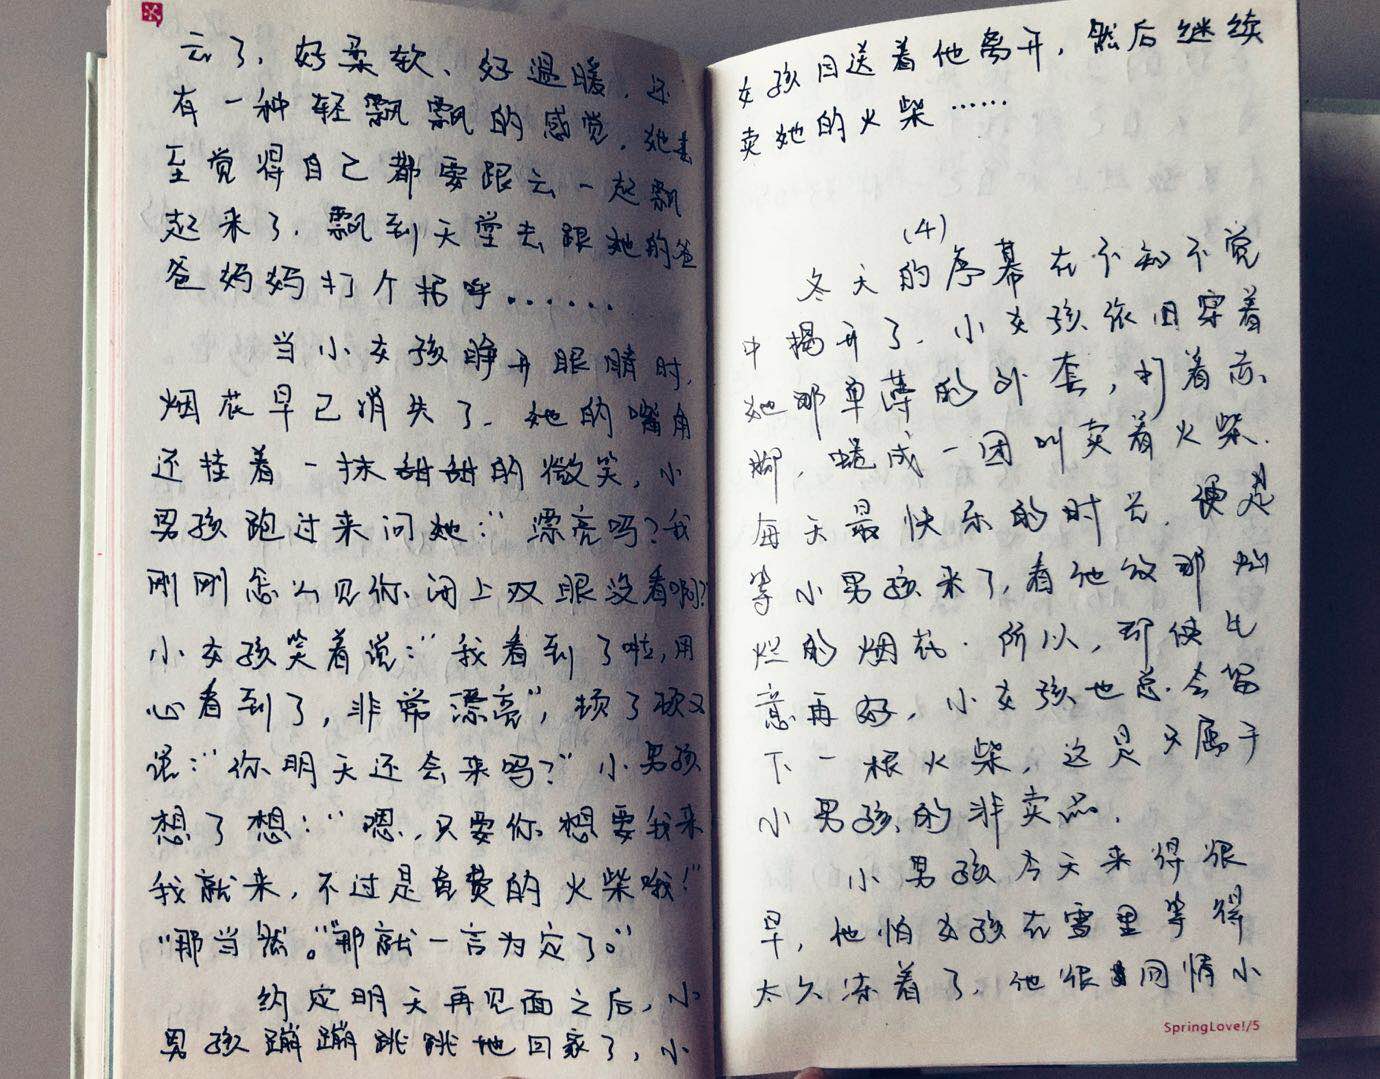 云了，好柔软、好温暖，还
有一种轻飘飘的感觉，她甚
至觉得自己都要跟云一起飘
起来了，飘到天堂去跟她的爸
爸妈妈打个招呼······
当小女孩睁开眼睛时，
烟花早已消失了，她的嘴角
还挂着一抹甜甜的微笑，小
男孩跑过来问她：“漂亮吗？我
刚刚怎么见你闭上双眼没看啊？”
小女孩笑着说：“我看到了啦，用
心看到了，非常漂亮”，顿了顿又
说：“你明天还会来吗？”小男孩
想了想：“嗯，只要你想要我来
我就来，不过是免费的火柴哦！”
“那当然。”“那就一言为定了。”
约定明天再见面之后，小
男孩蹦蹦跳跳地回家了，小
女孩目送着他离开，然后继续
卖她的火柴……
（4）
冬天的序幕在不知不觉
中揭开了，小女孩依旧穿着
她那单薄的外套，打着赤
脚，蜷成一团叫卖着火柴．
每天最快乐的时光，便是
等小男孩来了，看他放那灿
烂的烟花．所以，即使生
意再好，小女孩也总会留
下一根火柴，这是只属于
小男孩的非卖品．
小男孩今天来得很
早，他怕女孩在雪里等得
太久冻着了．他很同情小
SpringLove!/5